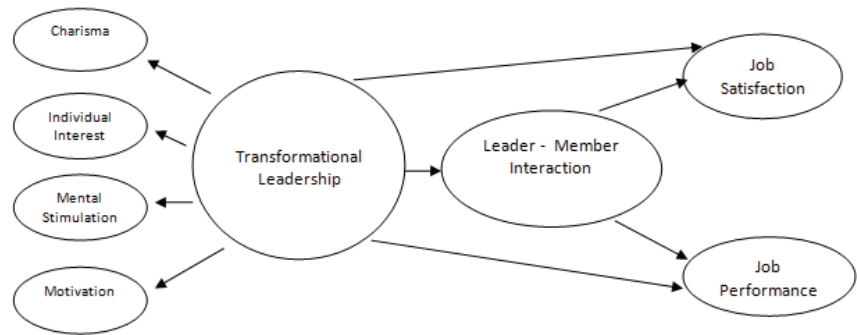 Charisma
Individual
Interest
Mental
Stimulation
Motivation
Transformational
Leadership
Leader - Member
Interaction
Job
Satisfaction
Job
Performance